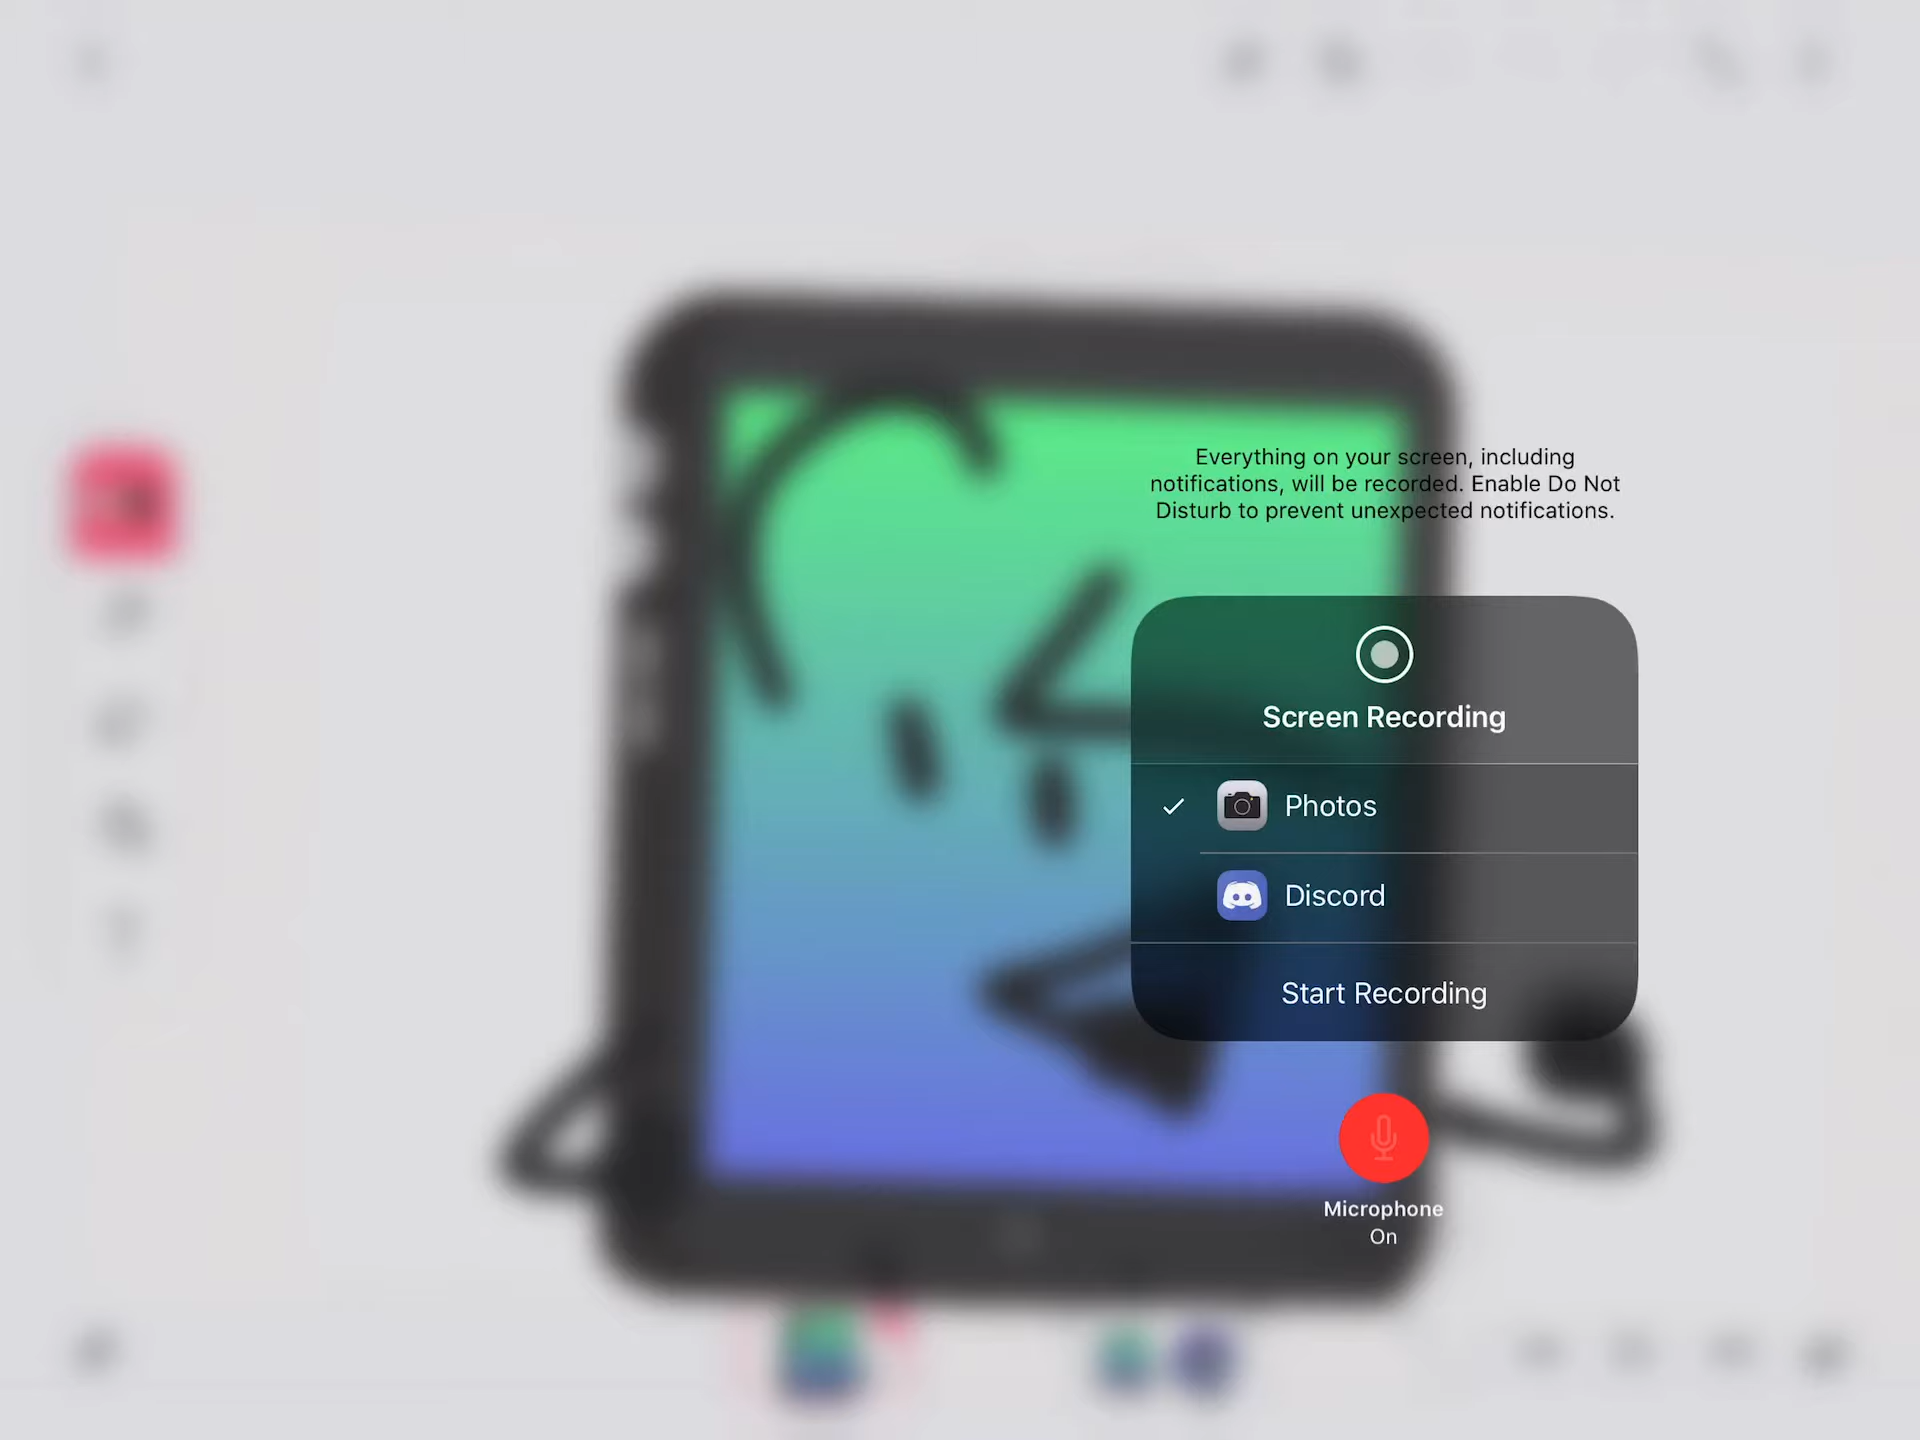 Everything on your screen, including
notifications, will be recorded. Enable Do Not
Disturb to prevent unexpected notifications.
Screen Recording
Photos
Discord
Start Recording
Microphone
On